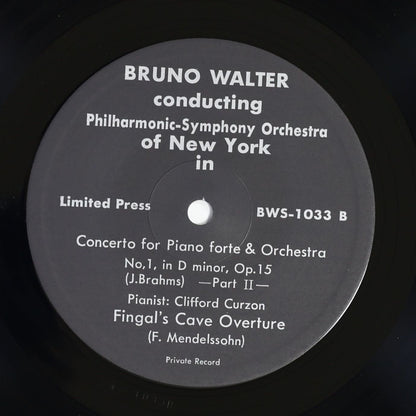 BRUNO WALTER
conducting
Philharmonic-Symphony Orchestra
of New York
in
Limited Press BWS-1033 B
Concerto for Piano forte & Orchestra
No,1, in D minor, Op.15
(J.Brahms) —Part II—
Pianist: Clifford Curzon
Fingal's Cave Overture
(F. Mendelssohn)
Private Record